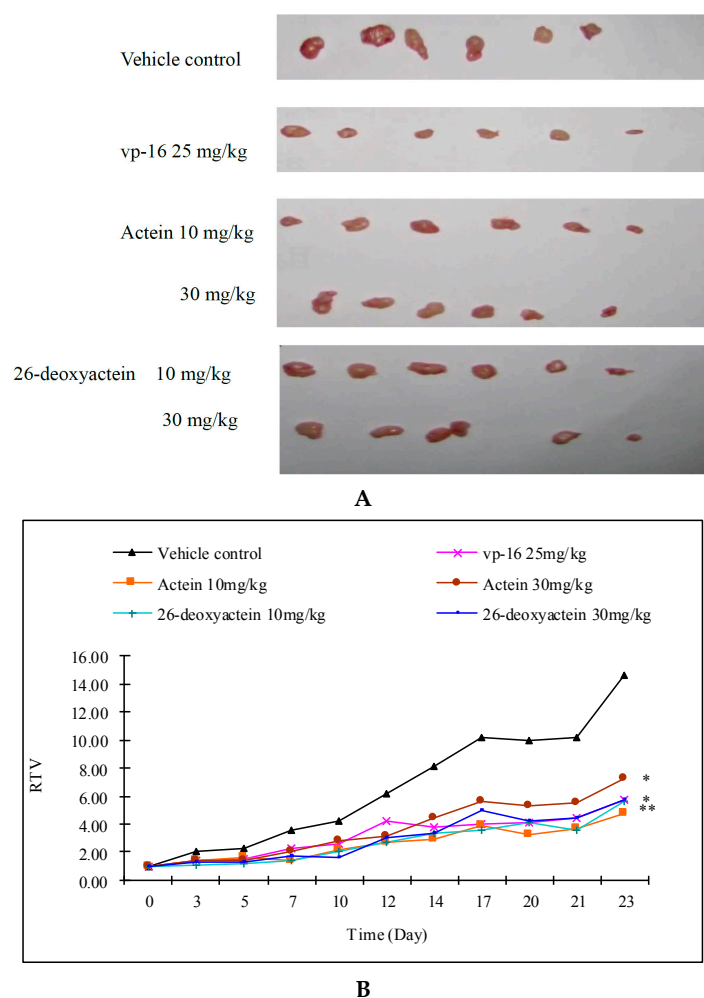 Vehicle control
vp-16 25 mg/kg
Actein 10 mg/kg
30 mg/kg
26-deoxyactein 10 mg/kg
30 mg/kg
A
Vehicle control
vp-16 25mg/kg
Actein 10mg/kg
Actein 30mg/kg
26-deoxyactein 10mg/kg
26-deoxyactein 30mg/kg
16.00
14.00
12.00
10.00
8.00
6.00
4.00
2.00
0.00
RTV
*
*
**
0 3 5 7 10 12 14 17 20 21 23
Time (Day)
B